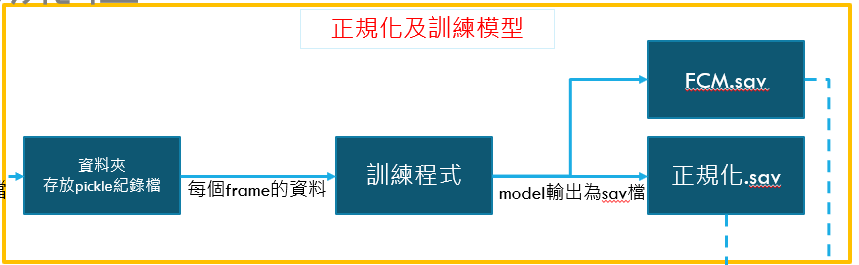 正規化及訓練模型
FCM.sav
資料夾
存放pickle紀錄檔
檔
每個frame的資料
訓練程式
model輸出為sav檔
正規化.sav